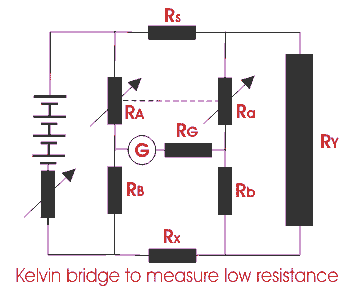 Rs
RA
Ra
RG
G
RY
RB
Rb
Rx
Kelvin bridge to measure low resistance